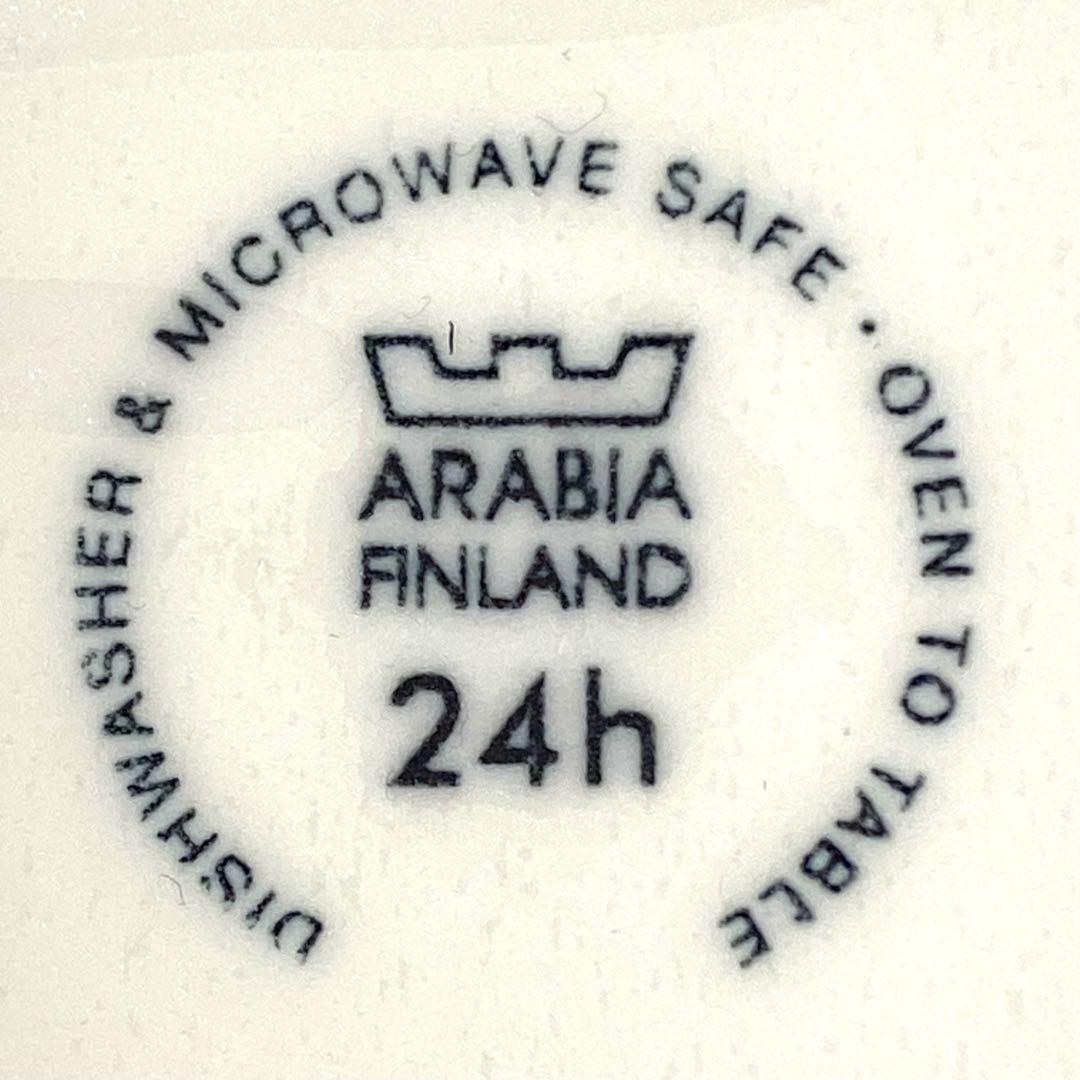 DISHWASHER & MICROWAVE SAFE · OVEN TO TABLE
ARABIA
FINLAND
24h